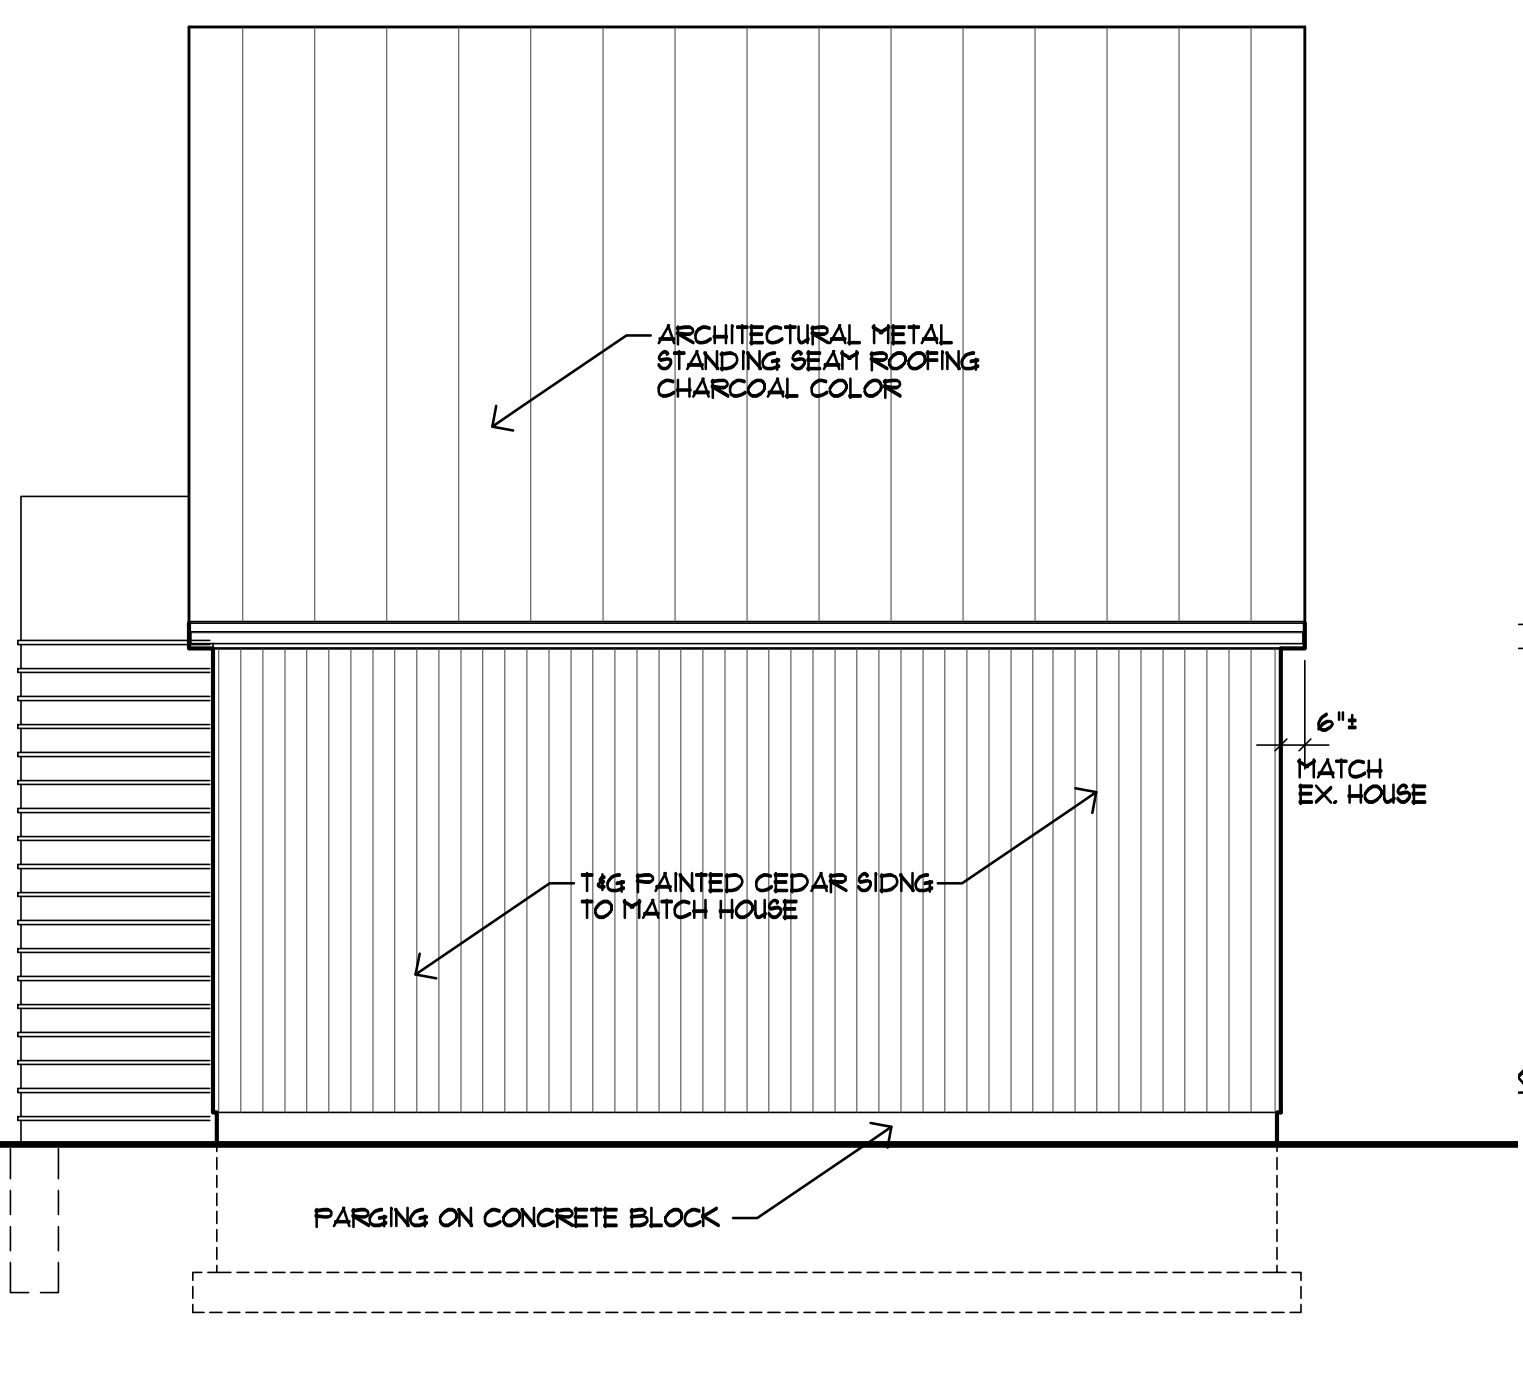 ARCHITECTURAL METAL
STANDING SEAM ROOFING
CHARCOAL COLOR
6"±
MATCH
EX. HOUSE
T&G PAINTED CEDAR SIDNG
TO MATCH HOUSE
PARGING ON CONCRETE BLOCK